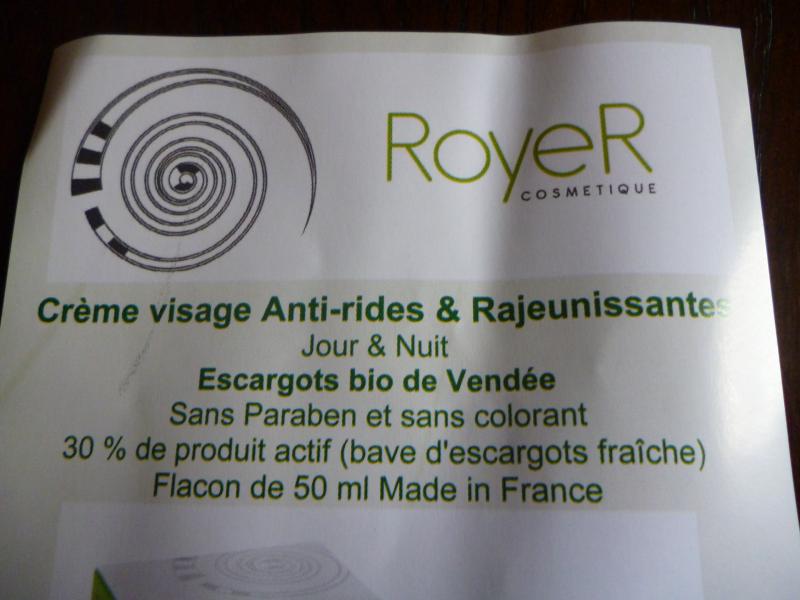 RoyeR
COSMETIQUE
Crème visage Anti-rides & Rajeunissantes
Jour & Nuit
Escargots bio de Vendée
Sans Paraben et sans colorant
30 % de produit actif (bave d'escargots fraîche)
Flacon de 50 ml Made in France